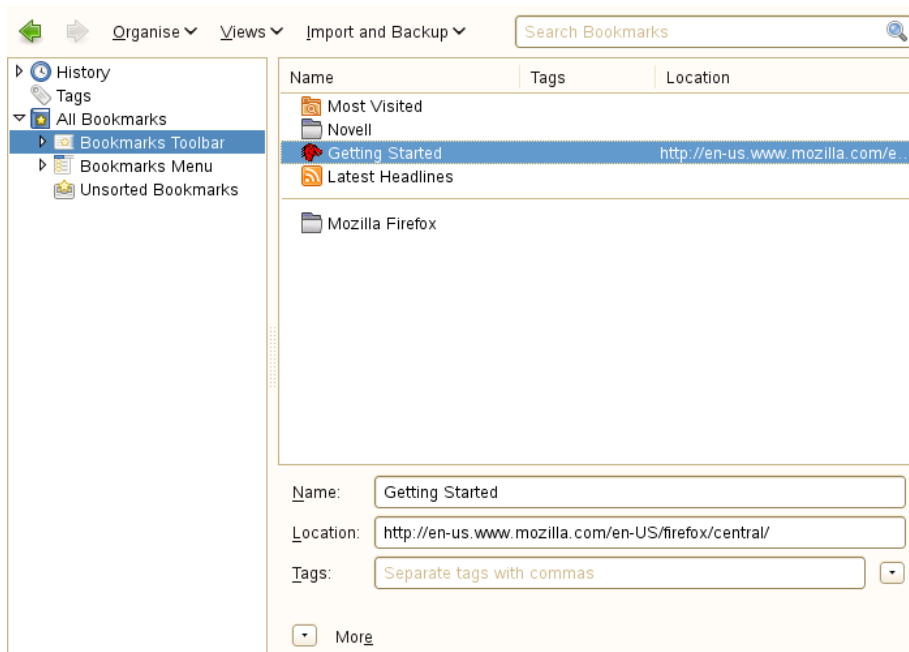 Organise Views Import and Backup Search Bookmarks
History
Tags
All Bookmarks
Bookmarks Toolbar
Bookmarks Menu
Unsorted Bookmarks
Name Tags Location
Most Visited
Novell
Getting Started http://en-us.www.mozilla.com/e...
Latest Headlines
Mozilla Firefox
Name: Getting Started
Location: http://en-us.www.mozilla.com/en-US/firefox/central/
Tags: Separate tags with commas
More